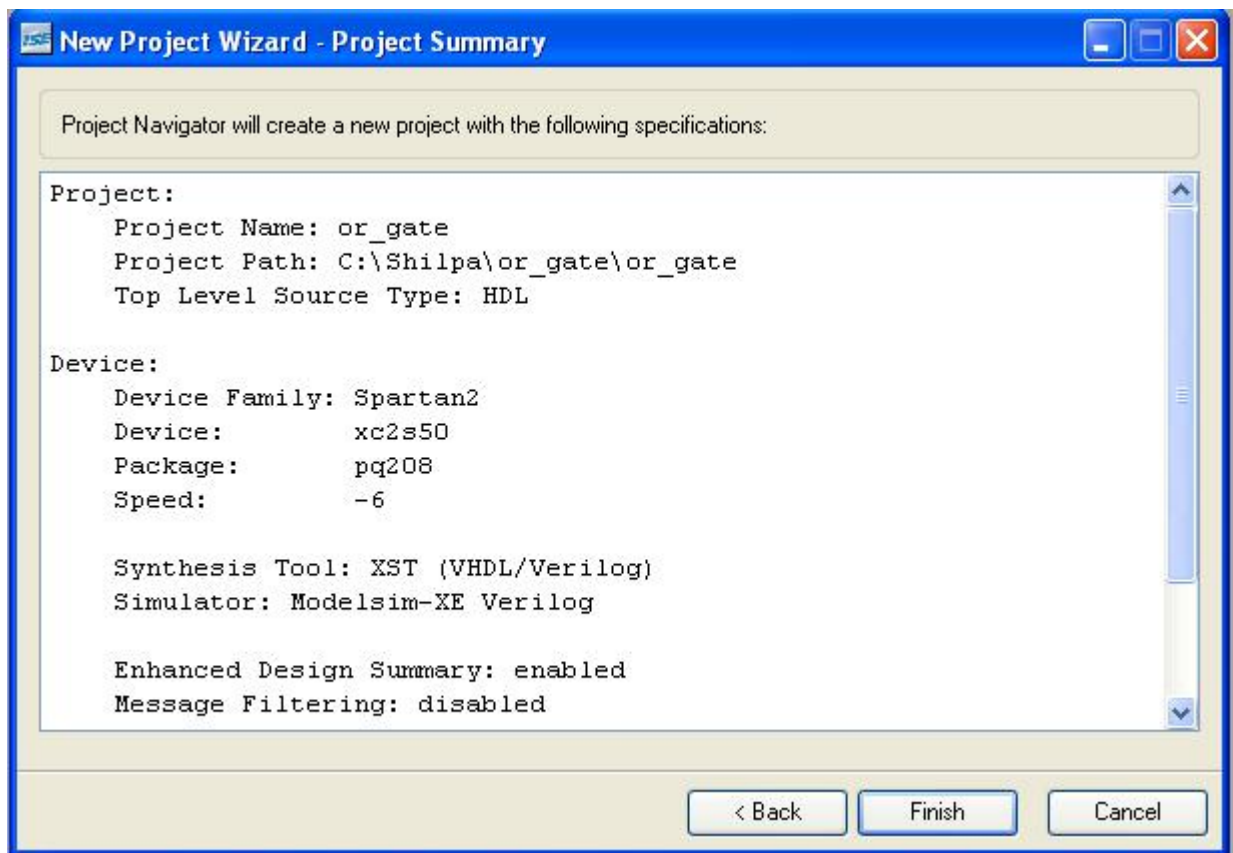 ISE New Project Wizard - Project Summary
Project Navigator will create a new project with the following specifications:
Project:
Project Name: or_gate
Project Path: C:\Shilpa\or_gate\or_gate
Top Level Source Type: HDL
Device:
Device Family: Spartan2
Device: xc2s50
Package: pq208
Speed: -6
Synthesis Tool: XST (VHDL/Verilog)
Simulator: Modelsim-XE Verilog
Enhanced Design Summary: enabled
Message Filtering: disabled
< Back Finish Cancel